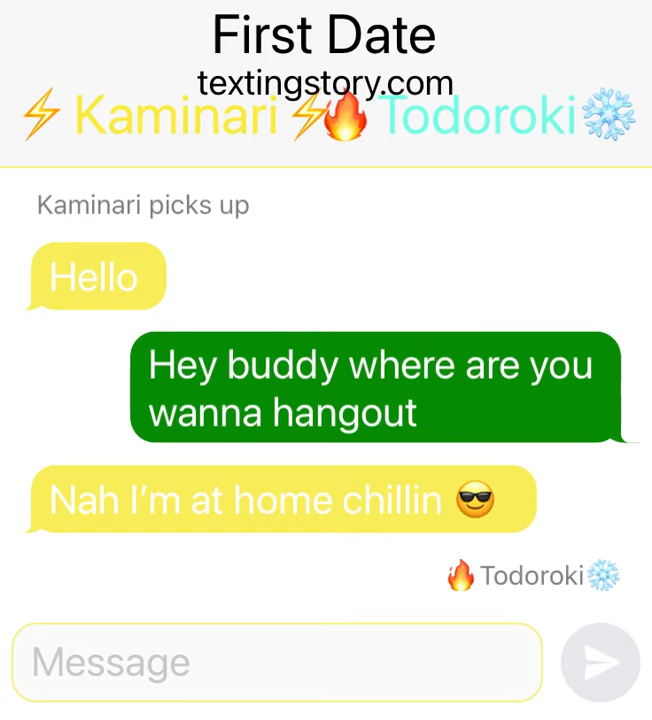 First Date
textingstory.com
⚡ Kaminari ⚡🔥 Todoroki❄️
Kaminari picks up
Hello
Hey buddy where are you
wanna hangout
Nah I'm at home chillin 😎
🔥 Todoroki❄️
Message